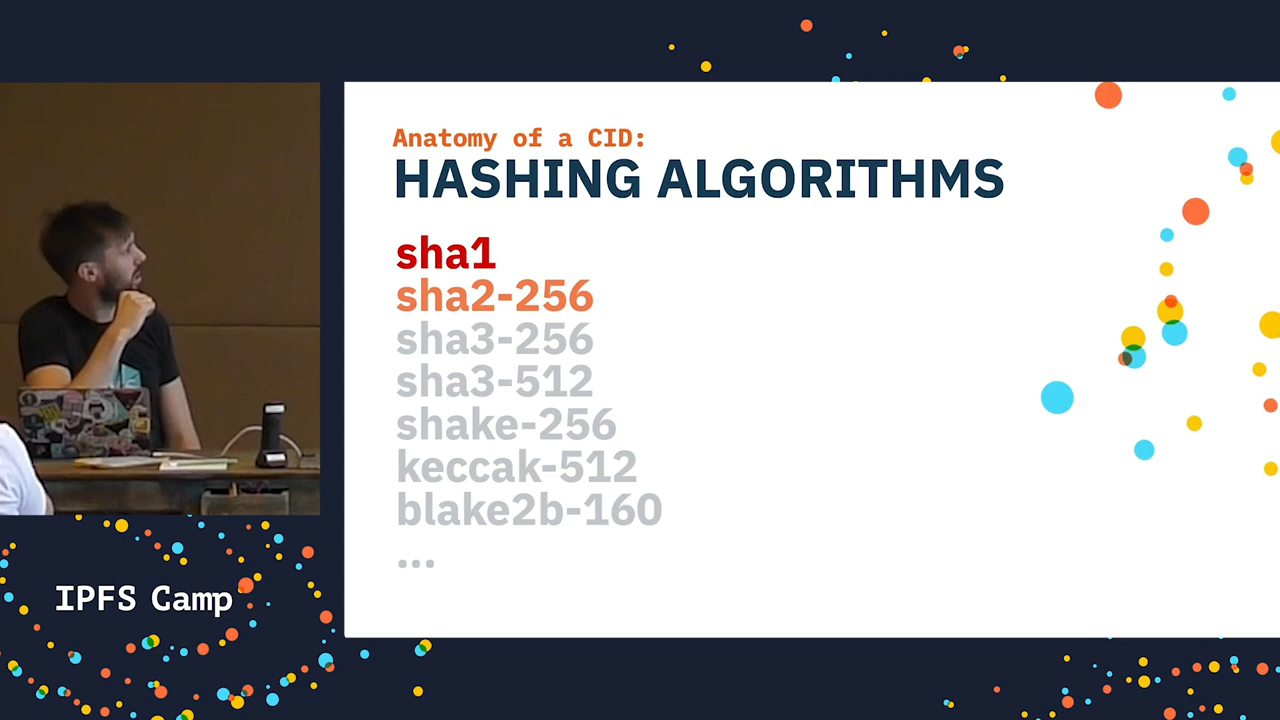 Anatomy of a CID:
HASHING ALGORITHMS
sha1
sha2-256
sha3-256
sha3-512
shake-256
keccak-512
blake2b-160
...
IPFS Camp